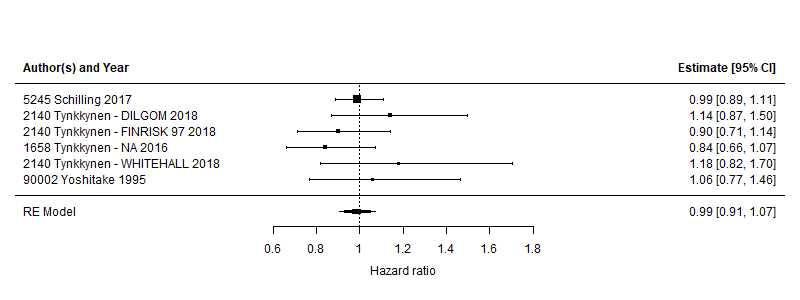 Author(s) and Year Estimate [95% CI]
5245 Schilling 2017 0.99 [0.89, 1.11]
2140 Tynkkynen - DILGOM 2018 1.14 [0.87, 1.50]
2140 Tynkkynen - FINRISK 97 2018 0.90 [0.71, 1.14]
1658 Tynkkynen - NA 2016 0.84 [0.66, 1.07]
2140 Tynkkynen - WHITEHALL 2018 1.18 [0.82, 1.70]
90002 Yoshitake 1995 1.06 [0.77, 1.46]
RE Model 0.99 [0.91, 1.07]
0.6 0.8 1 1.2 1.4 1.6 1.8
Hazard ratio